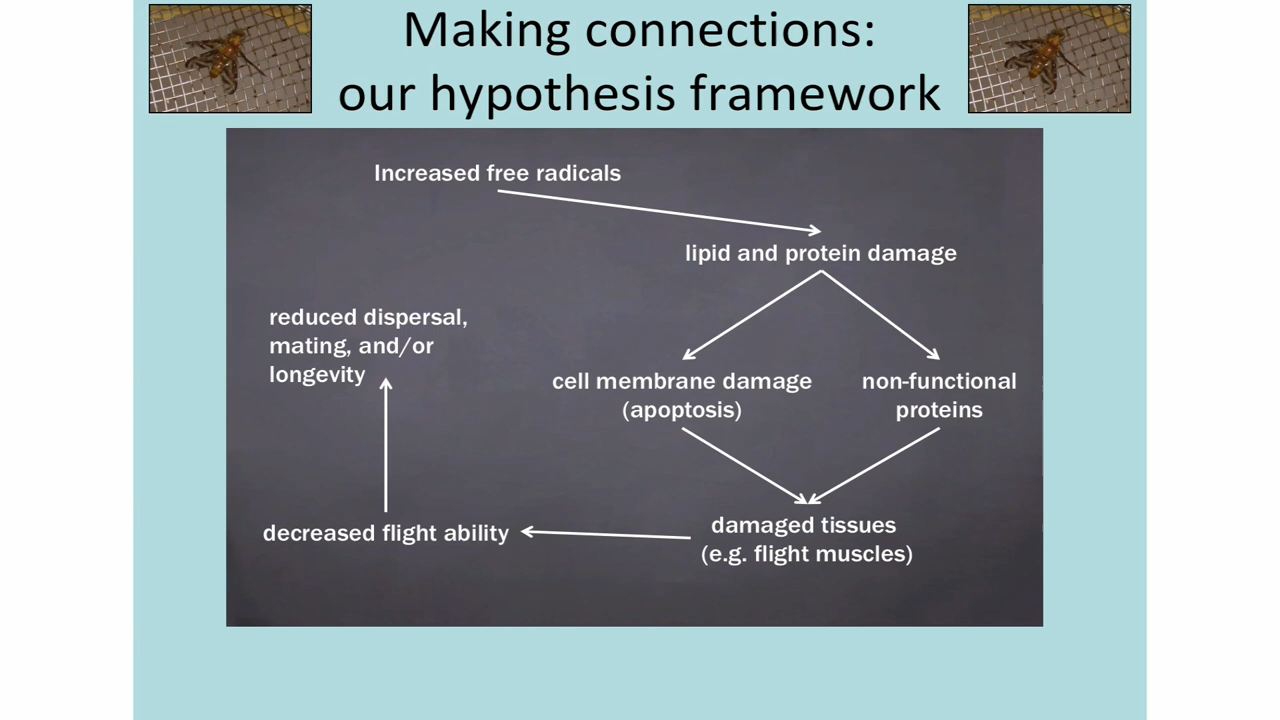 Making connections:
our hypothesis framework
Increased free radicals
lipid and protein damage
reduced dispersal,
mating, and/or
longevity
cell membrane damage
(apoptosis)
non-functional
proteins
decreased flight ability
damaged tissues
(e.g. flight muscles)